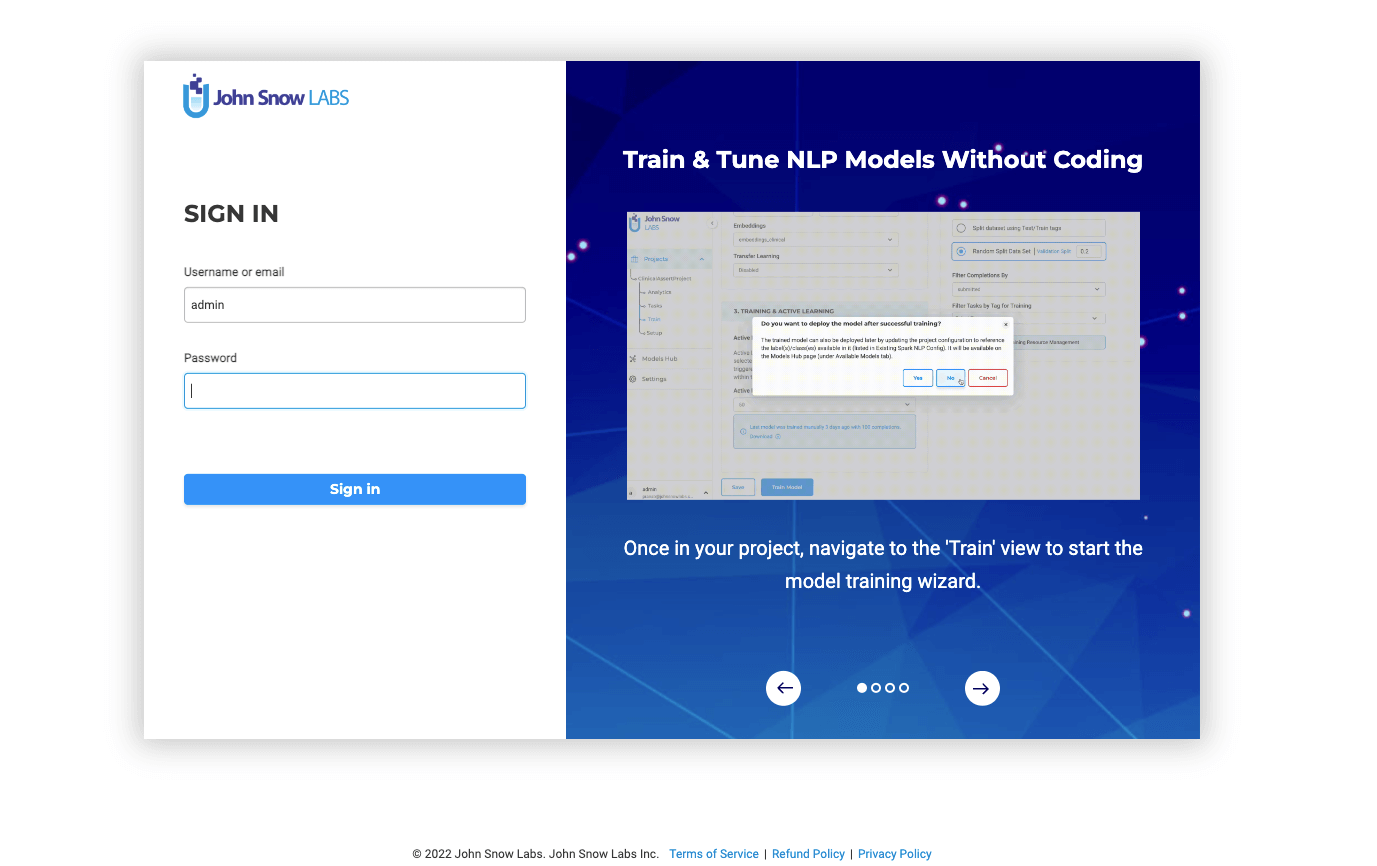 John Snow LABS
SIGN IN
Username or email
admin
Password
Sign in
Train & Tune NLP Models Without Coding
John Snow
LABS
Projects
ClinicalAssertProject
Analytics
Tasks
Train
Setup
Models Hub
Settings
admin
Embeddings
embeddings_clinical
Transfer Learning
Disabled
3. TRAINING & ACTIVE LEARNING
Split dataset using Test/Train tags
Random Split Data Set | Validation Split 0.2
Filter Completions By
Filter Tasks by Tag for Training
Resource Management
Do you want to deploy the model after successful training?
The trained model can also be deployed later by updating the project configuration to reference
the label(s)/class(es) available in it (listed in Existing Spark NLP Config). It will be available on
the Models Hub page (under Available Models tab).
Yes
No
Cancel
Last model was trained manually 5 days ago with 100 completions.
Download
Save
Train Model
Once in your project, navigate to the 'Train' view to start the
model training wizard.
© 2022 John Snow Labs. John Snow Labs Inc. Terms of Service | Refund Policy | Privacy Policy